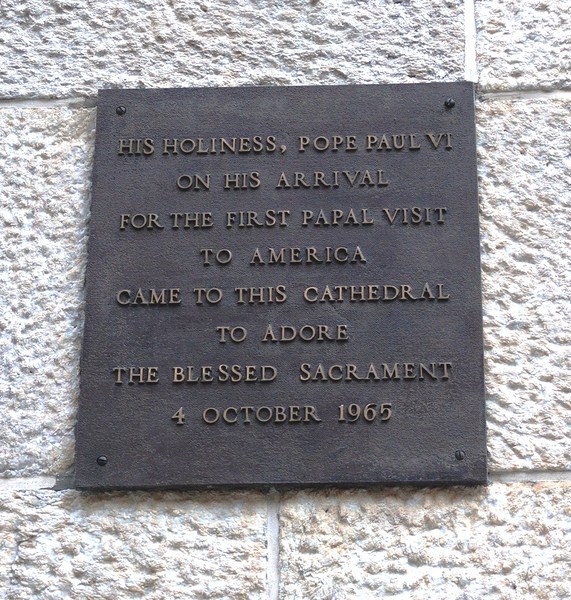 HIS HOLINESS, POPE PAUL VI
ON HIS ARRIVAL
FOR THE FIRST PAPAL VISIT
TO AMERICA
CAME TO THIS CATHEDRAL
TO ADORE
THE BLESSED SACRAMENT
4 OCTOBER 1965